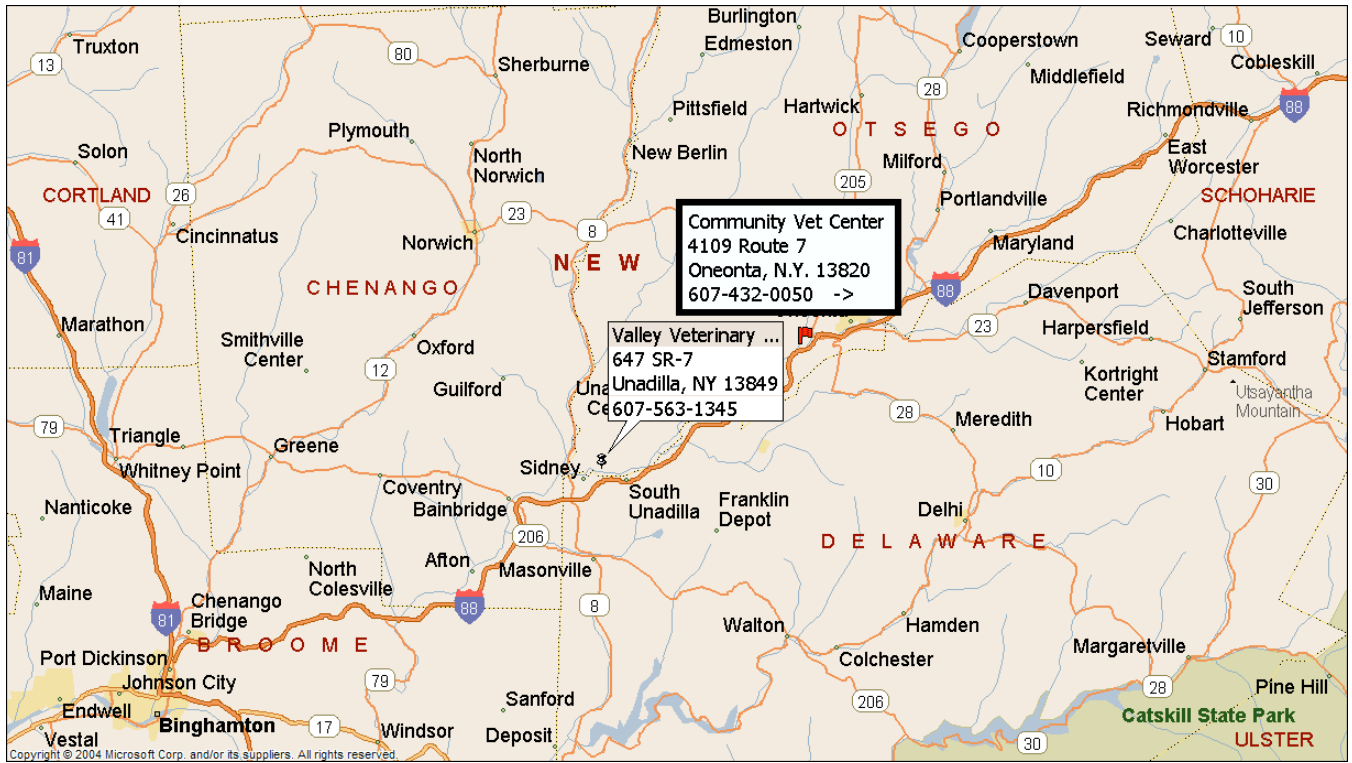 Burlington
Truxton
Edmeston
Cooperstown
Seward
10
13
80
Sherburne
Middlefield
Cobleskill
28
Pittsfield
Hartwick
Richmondville
88
Plymouth
OTSEGO
Solon
North
Norwich
New Berlin
Milford
East
Worcester
CORTLAND
26
205
Portlandville
SCHOHARIE
41
23
Cincinnatus
8
Norwich
Community Vet Center
4109 Route 7
Oneonta, N.Y. 13820
607-432-0050 ->
Maryland
Charlotteville
81
NEW
CHENANGO
88
Davenport
South
Jefferson
Marathon
23
Harpersfield
Smithville
Center
Oxford
Valley Veterinary ...
647 SR-7
Unadilla, NY 13849
607-563-1345
Stamford
12
Guilford
Kortright
Center
Utsayantha
Mountain
28
Meredith
Hobart
79
Triangle
Greene
Whitney Point
Sidney
10
30
Nanticoke
Coventry
Bainbridge
South
Unadilla
Franklin
Depot
Delhi
206
DELAWARE
Afton
Masonville
North
Colesville
Maine
Chenango
Bridge
81
88
8
Walton
Hamden
BROOME
Colchester
Margaretville
Port Dickinson
79
Johnson City
28
Pine Hill
Endwell
Sanford
206
Binghamton
17
Windsor
Deposit
Catskill State Park
Vestal
30
ULSTER
Copyright © 2004 Microsoft Corp. and/or its suppliers. All rights reserved.